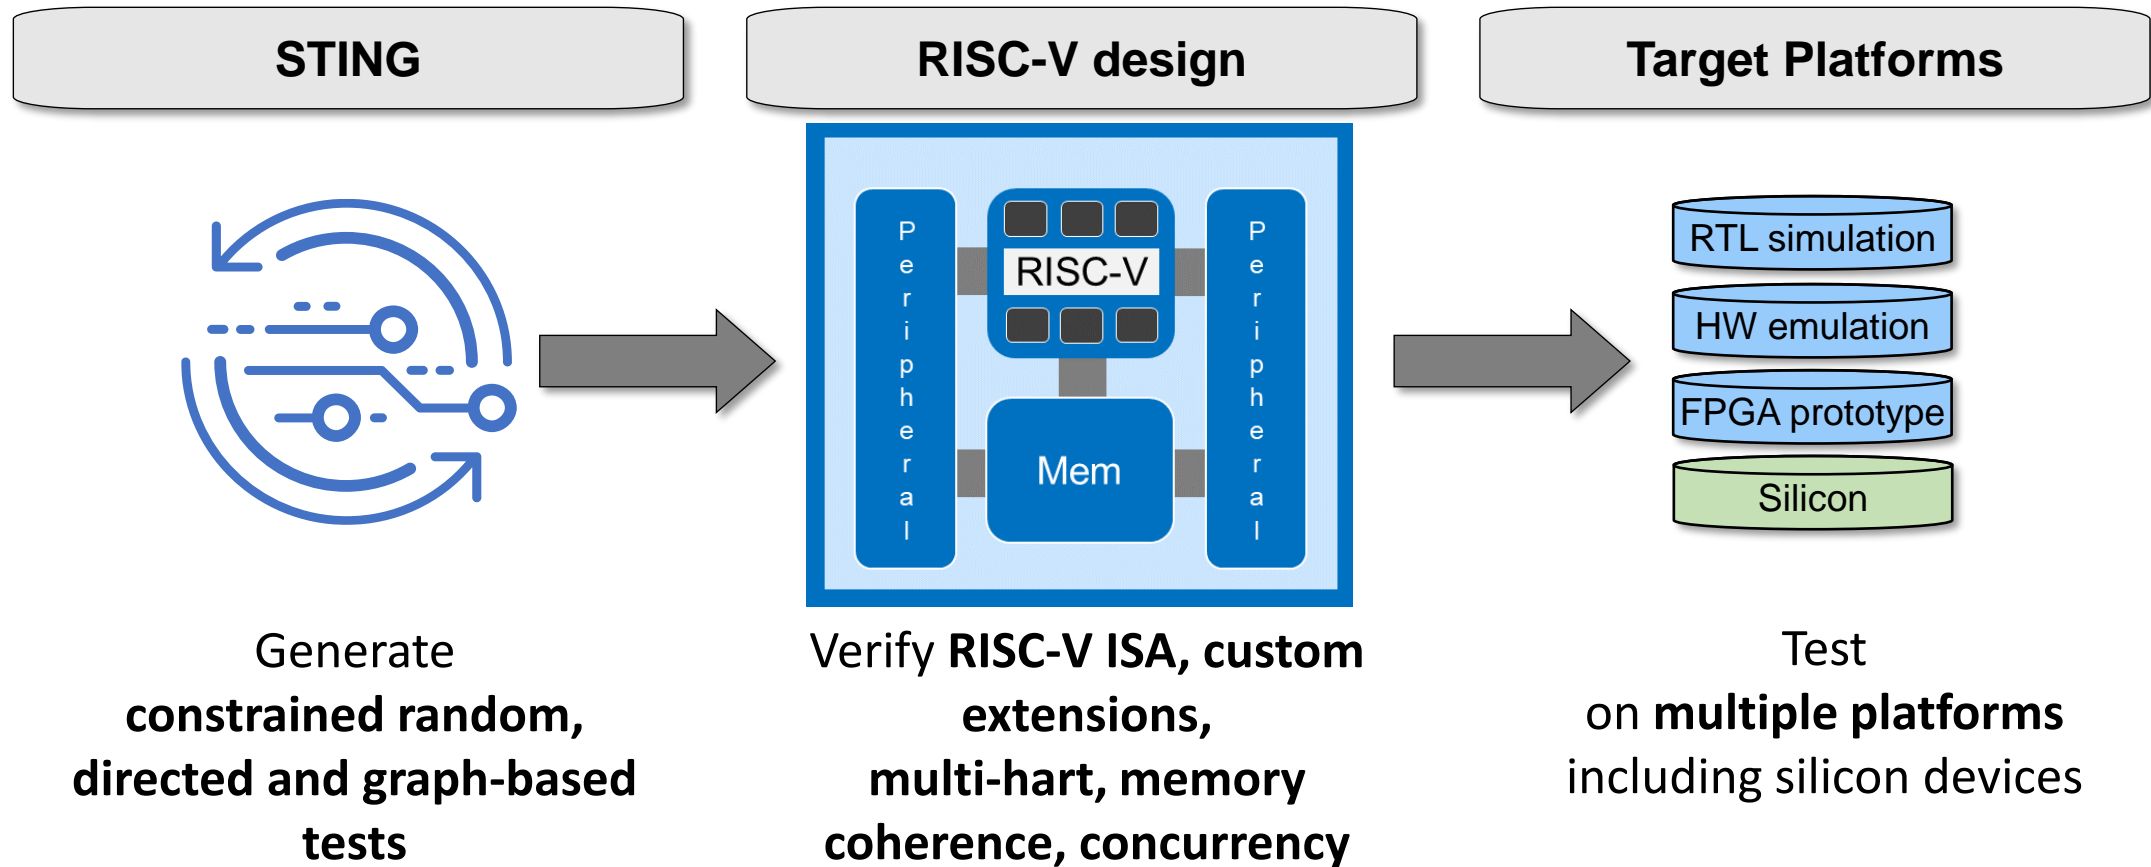 STING
RISC-V design
Target Platforms
Peripheral
RISC-V
Mem
Peripheral
RTL simulation
HW emulation
FPGA prototype
Silicon
Generate
constrained random,
directed and graph-based
tests
Verify RISC-V ISA, custom
extensions,
multi-hart, memory
coherence, concurrency
Test
on multiple platforms
including silicon devices